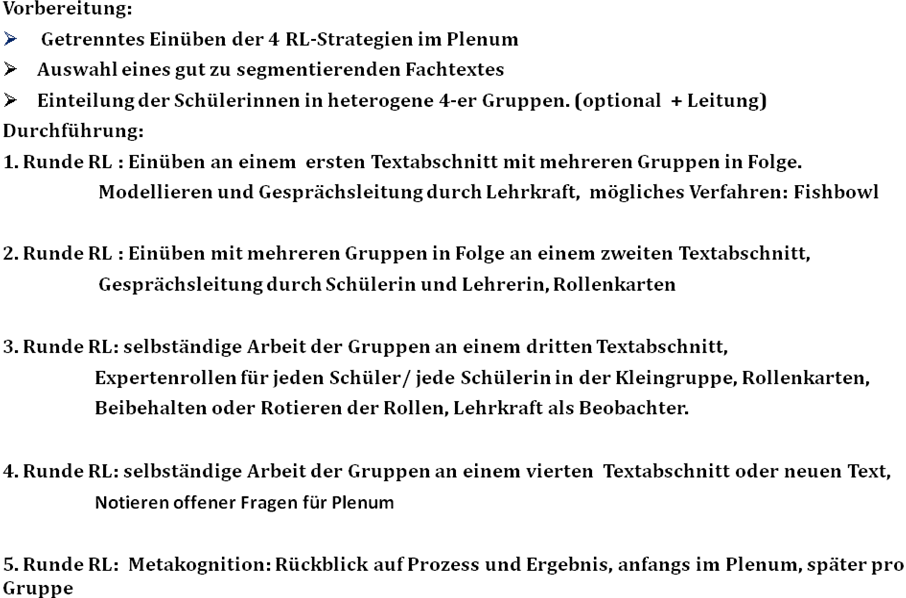 Vorbereitung:
➢ Getrenntes Einüben der 4 RL-Strategien im Plenum
➢ Auswahl eines gut zu segmentierenden Fachtextes
➢ Einteilung der Schülerinnen in heterogene 4-er Gruppen. (optional + Leitung)
Durchführung:
1. Runde RL : Einüben an einem ersten Textabschnitt mit mehreren Gruppen in Folge.
Modellieren und Gesprächsleitung durch Lehrkraft, mögliches Verfahren: Fishbowl
2. Runde RL : Einüben mit mehreren Gruppen in Folge an einem zweiten Textabschnitt,
Gesprächsleitung durch Schülerin und Lehrerin, Rollenkarten
3. Runde RL: selbständige Arbeit der Gruppen an einem dritten Textabschnitt,
Expertenrollen für jeden Schüler/ jede Schülerin in der Kleingruppe, Rollenkarten,
Beibehalten oder Rotieren der Rollen, Lehrkraft als Beobachter.
4. Runde RL: selbständige Arbeit der Gruppen an einem vierten Textabschnitt oder neuen Text,
Notieren offener Fragen für Plenum
5. Runde RL: Metakognition: Rückblick auf Prozess und Ergebnis, anfangs im Plenum, später pro
Gruppe